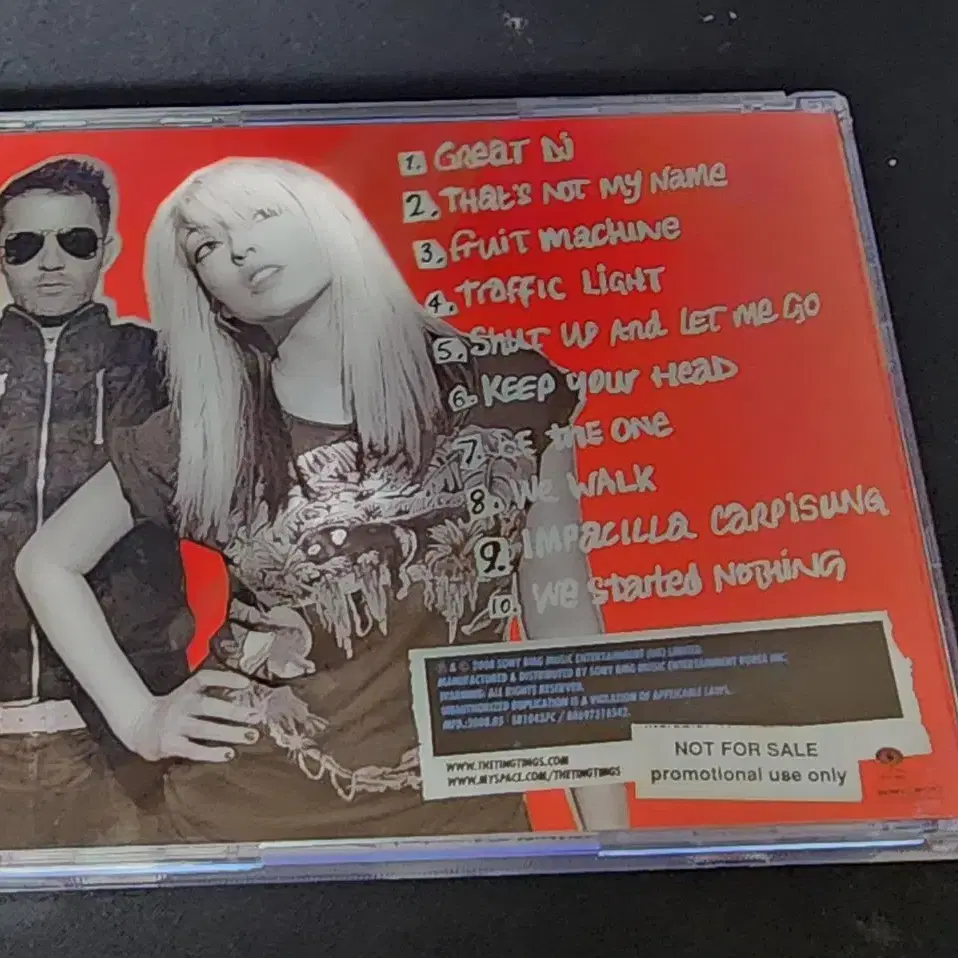 1. GREAT DJ
2. THAT'S NOT MY NAME
3. FRUIT MACHINE
4. TRAFFIC LIGHT
5. SHUT UP AND LET ME GO
6. KEEP YOUR HEAD
7. BE THE ONE
8. WE WALK
9. IMPACILLA CARPISUNG
10. WE STARTED NOTHING
℗ & © 2008 SONY BMG MUSIC ENTERTAINMENT (UK) LIMITED
MANUFACTURED & DISTRIBUTED BY SONY BMG MUSIC ENTERTAINMENT KOREA INC.
WARNING: ALL RIGHTS RESERVED.
UNAUTHORIZED DUPLICATION IS A VIOLATION OF APPLICABLE LAWS.
MFD.:2008.05
WWW.THETINGTINGS.COM
WWW.MYSPACE.COM/THETINGTINGS
NOT FOR SALE
promotional use only